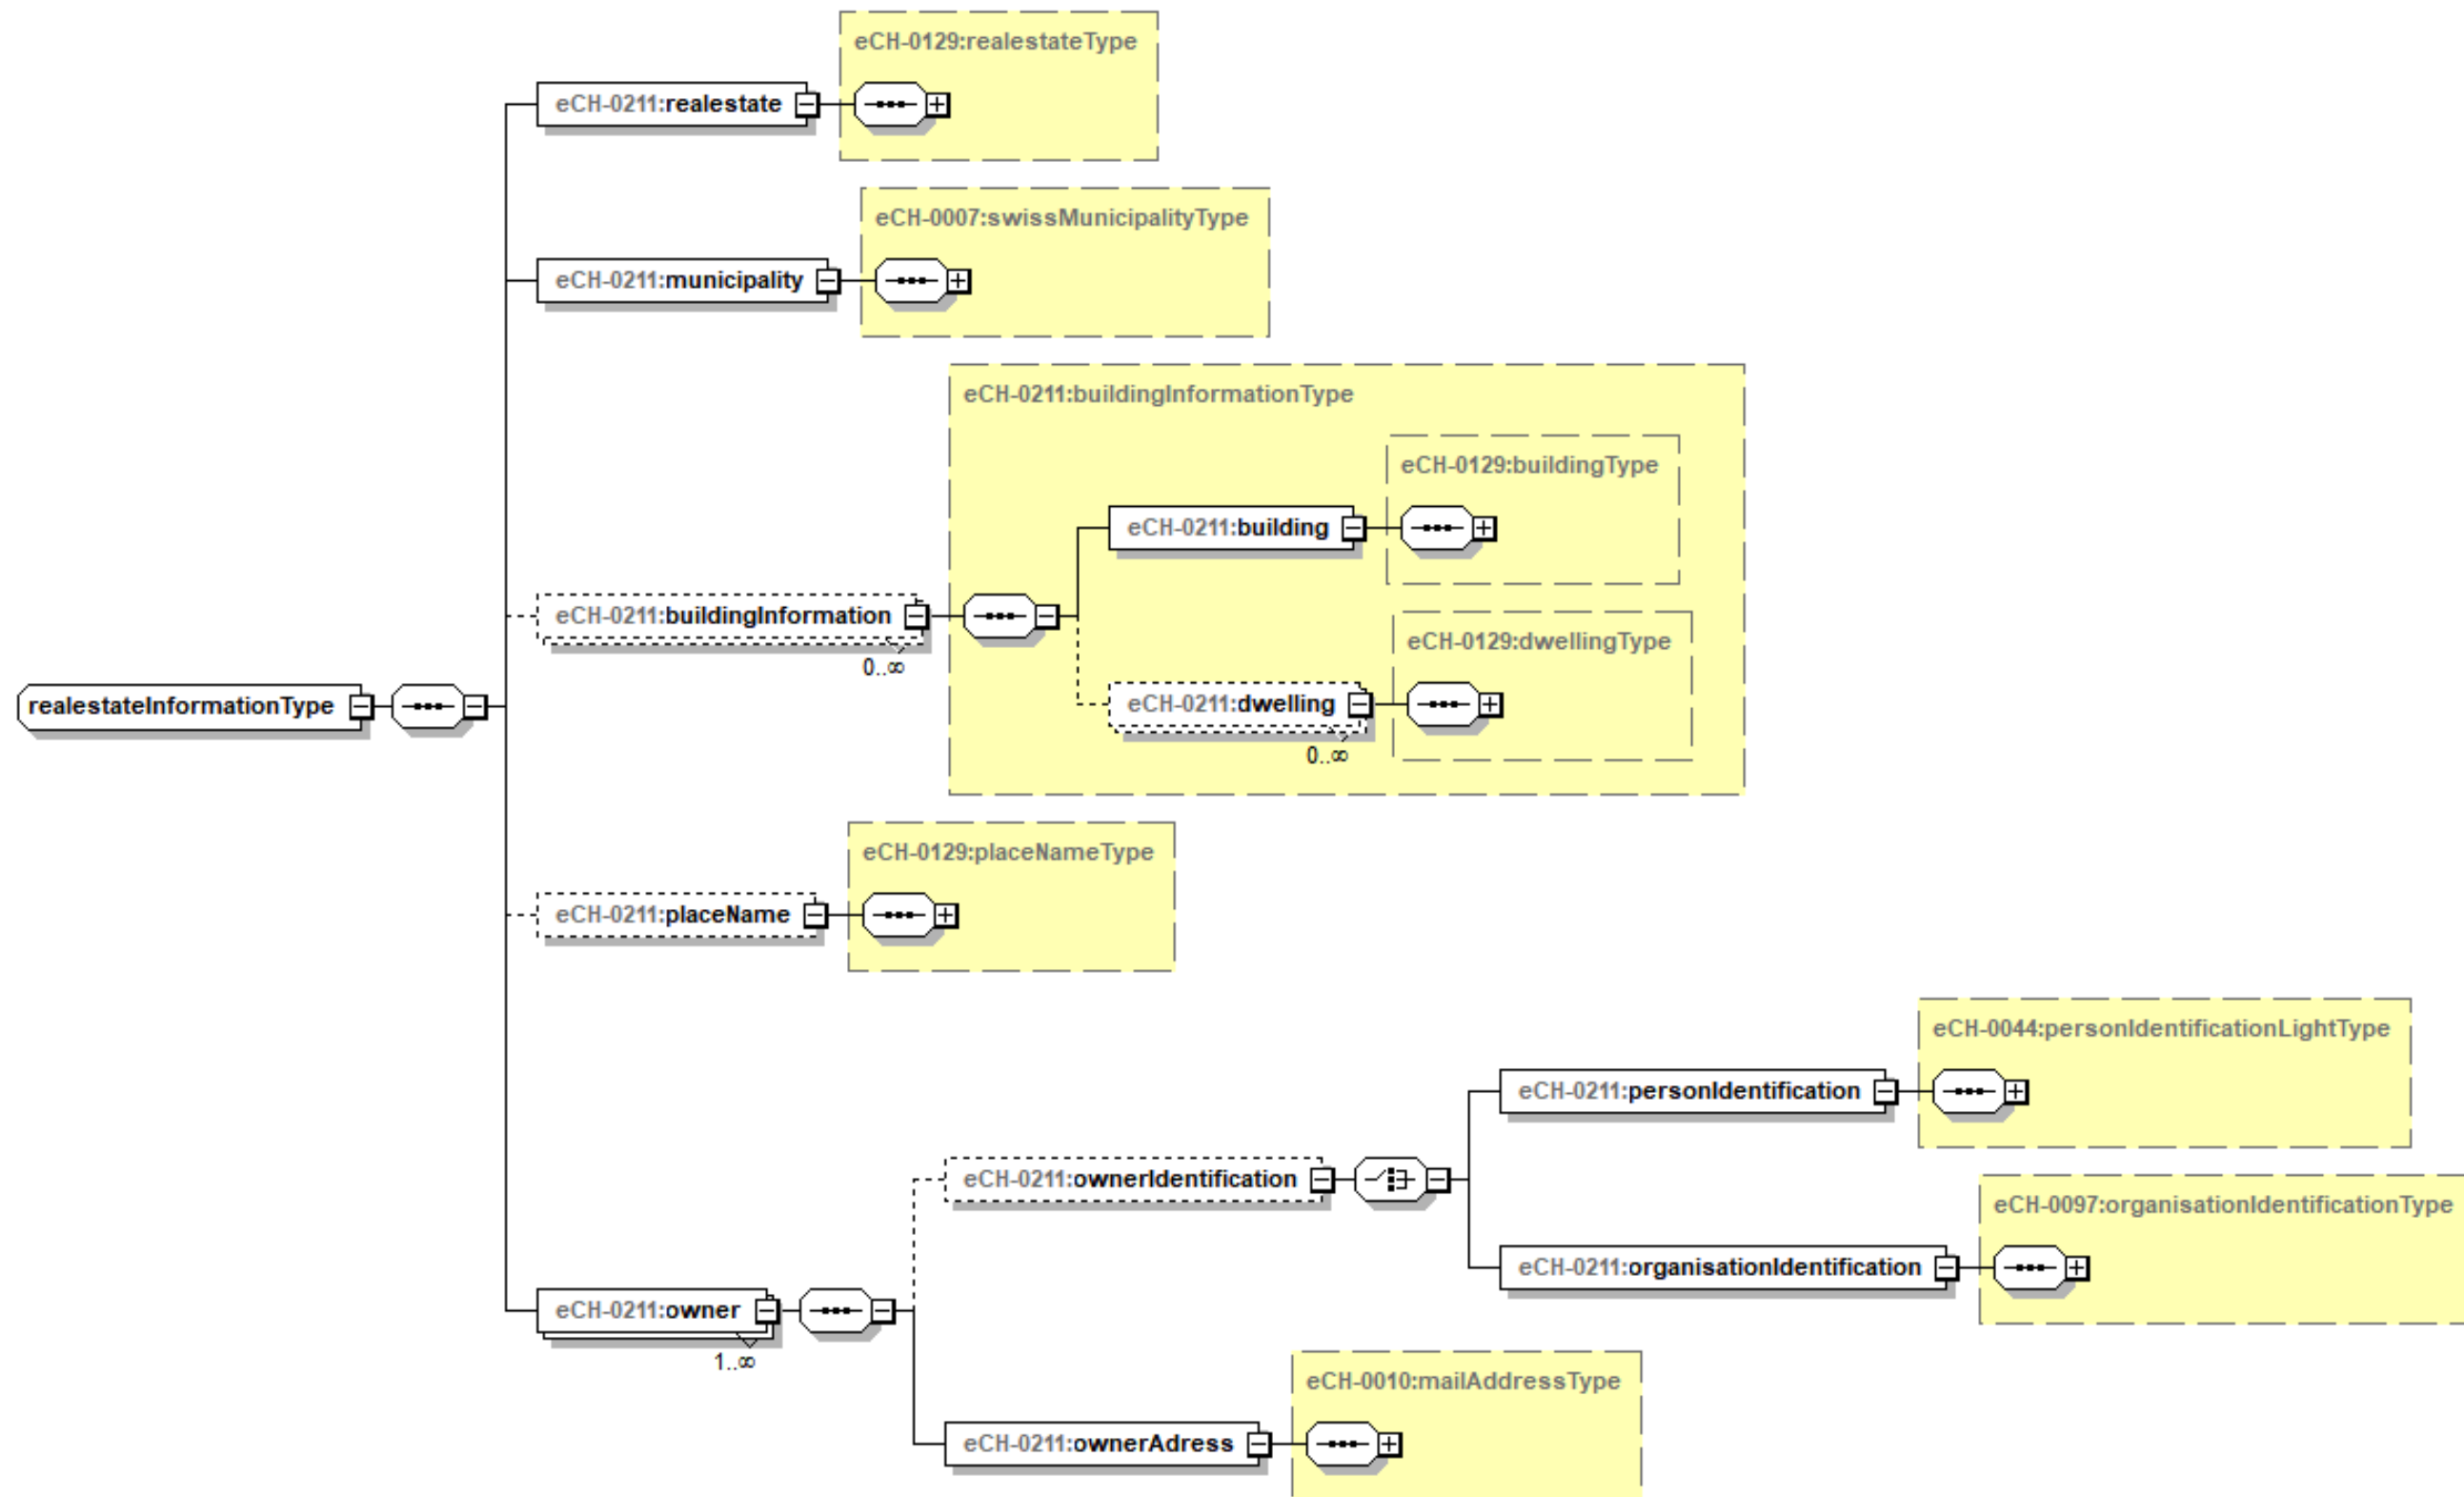 eCH-0129:realestateType
eCH-0211:realestate
eCH-0007:swissMunicipalityType
eCH-0211:municipality
eCH-0211:buildingInformationType
eCH-0129:buildingType
eCH-0211:building
eCH-0211:buildingInformation
0..∞
eCH-0129:dwellingType
eCH-0211:dwelling
0..∞
realestateInformationType
eCH-0129:placeNameType
eCH-0211:placeName
eCH-0044:personIdentificationLightType
eCH-0211:personIdentification
eCH-0211:ownerIdentification
eCH-0097:organisationIdentificationType
eCH-0211:organisationIdentification
eCH-0211:owner
1..∞
eCH-0010:mailAddressType
eCH-0211:ownerAdress